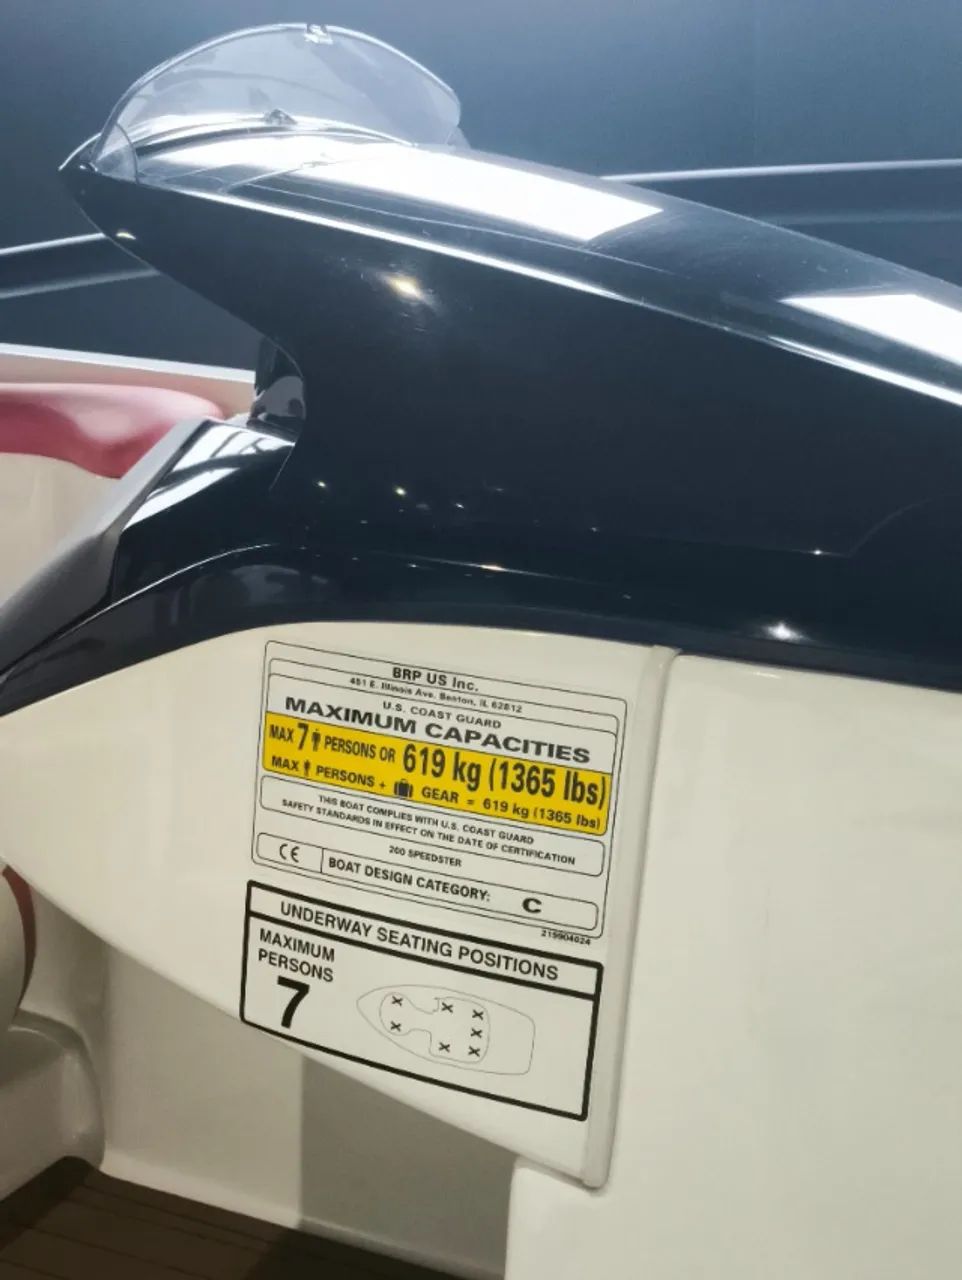 BRP US Inc.
451 E. Illinois Ave. Benton, IL 62812
U.S. COAST GUARD
MAXIMUM CAPACITIES
MAX 7 PERSONS OR 619 kg (1365 lbs)
MAX PERSONS + GEAR = 619 kg (1365 lbs)
THIS BOAT COMPLIES WITH U.S. COAST GUARD
SAFETY STANDARDS IN EFFECT ON THE DATE OF CERTIFICATION
200 SPEEDSTER
CE BOAT DESIGN CATEGORY: C
219904024
UNDERWAY SEATING POSITIONS
MAXIMUM
PERSONS
7